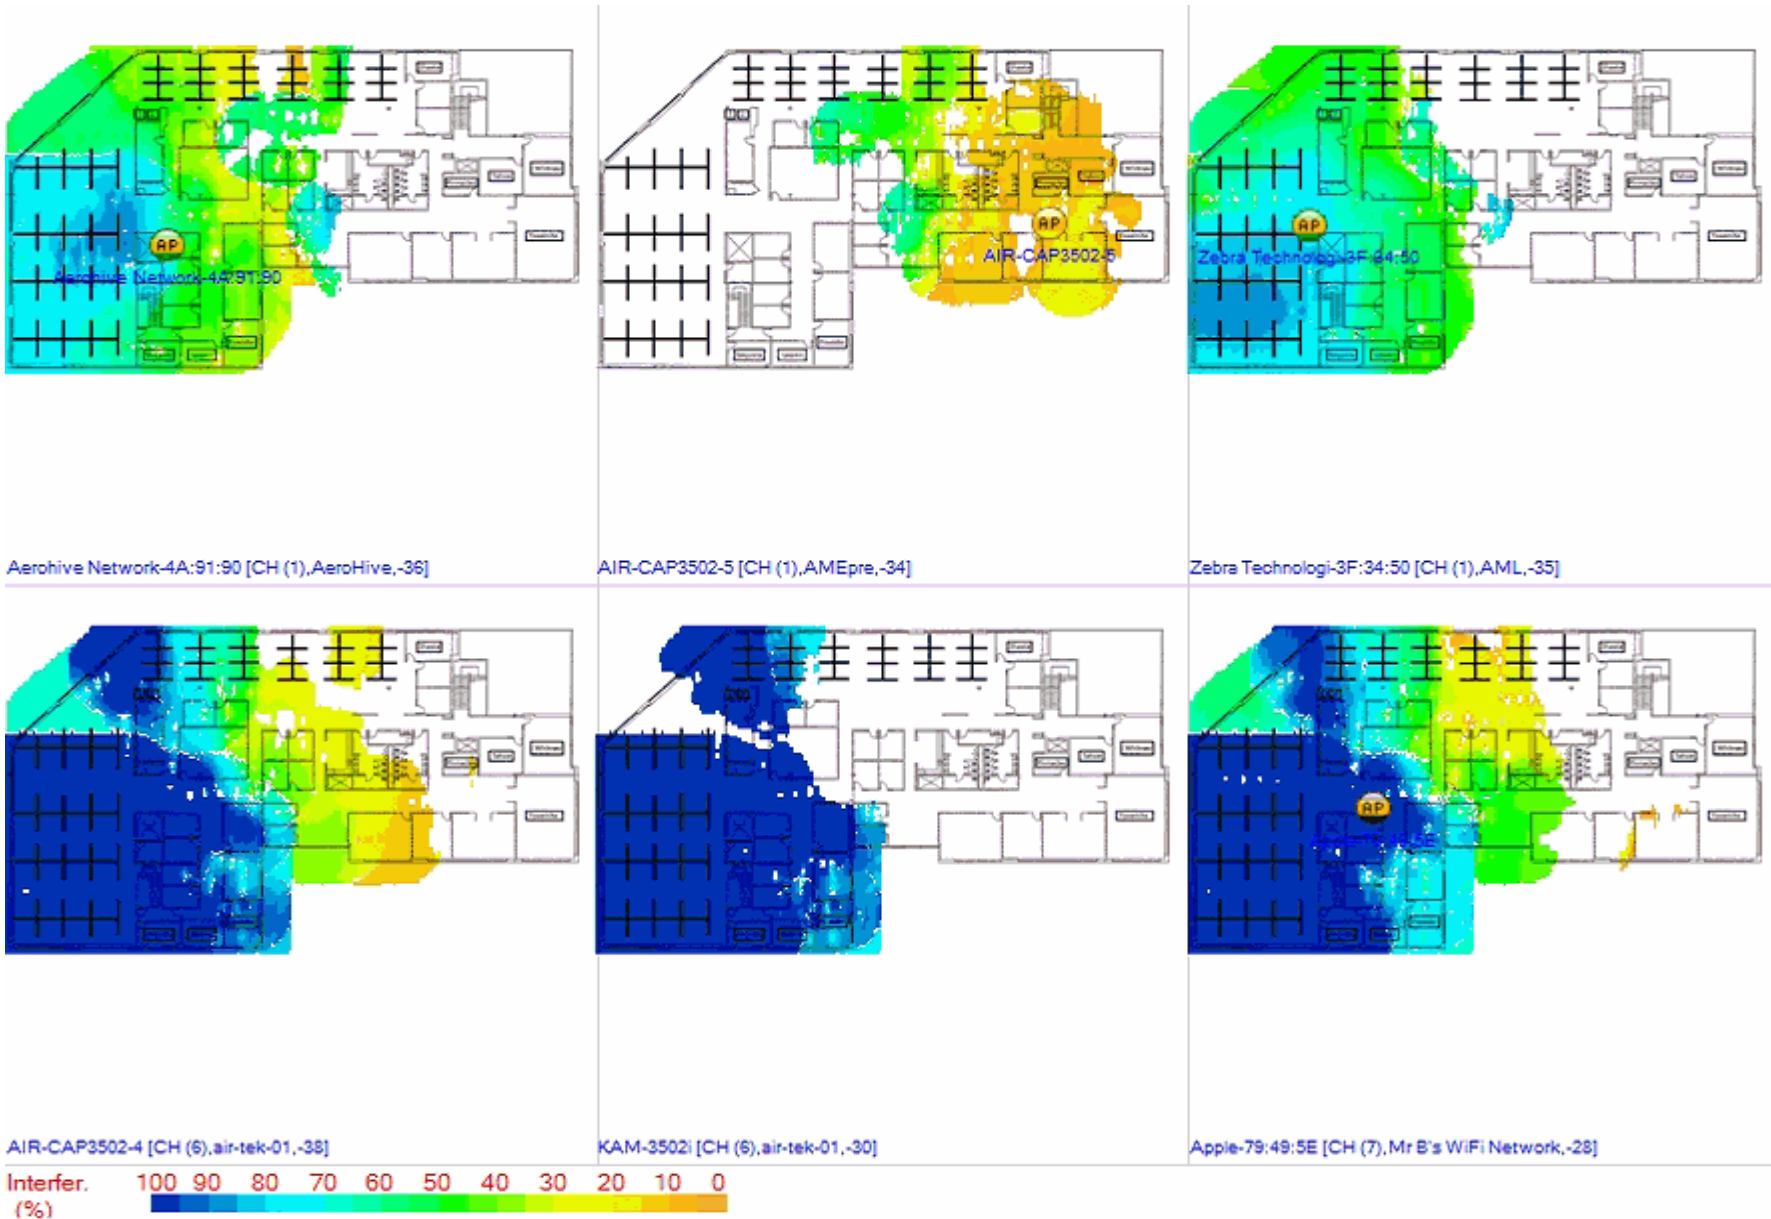 AP
Aerohive Network-4A:91:90
AP
AIR-CAP3502-5
AP
Zebra Technologi-3F:34:50
Aerohive Network-4A:91:90 [CH (1),AeroHive,-36]
AIR-CAP3502-5 [CH (1),AMEpre,-34]
Zebra Technologi-3F:34:50 [CH (1),AML,-35]
AP
AIR-CAP3502-4 [CH (6),air-tek-01,-38]
KAM-3502i [CH (6),air-tek-01,-30]
Apple-79:49:5E [CH (7),Mr B's WiFi Network,-28]
Interfer. 100 90 80 70 60 50 40 30 20 10 0
(%)